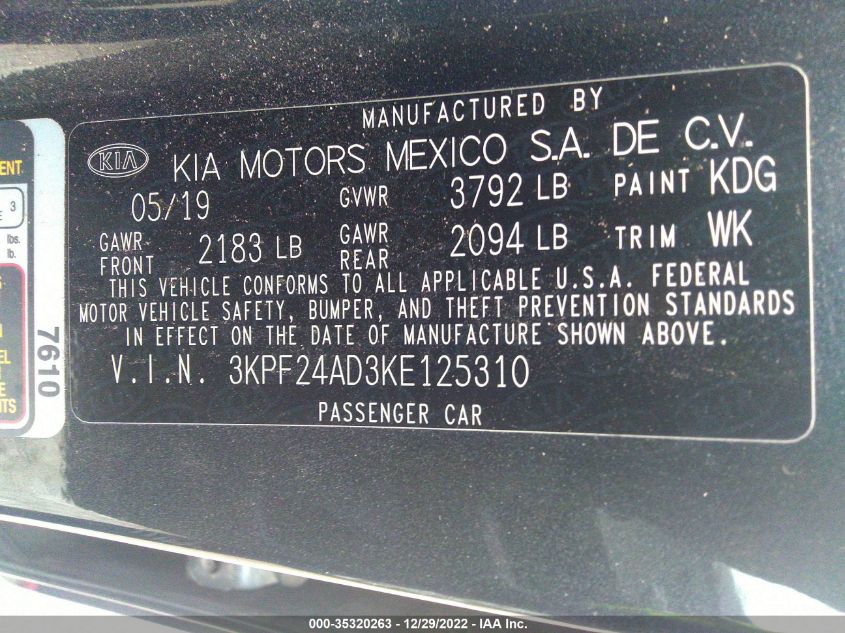 MANUFACTURED BY
KIA KIA MOTORS MEXICO S.A. DE C.V.
05/19 GVWR 3792 LB PAINT KDG
GAWR FRONT 2183 LB GAWR REAR 2094 LB TRIM WK
THIS VEHICLE CONFORMS TO ALL APPLICABLE U.S.A. FEDERAL
MOTOR VEHICLE SAFETY, BUMPER, AND THEFT PREVENTION STANDARDS
IN EFFECT ON THE DATE OF MANUFACTURE SHOWN ABOVE.
V.I.N. 3KPF24AD3KE125310
PASSENGER CAR
3
lbs.
lb.
7610
000-35320263 - 12/29/2022 - IAA Inc.